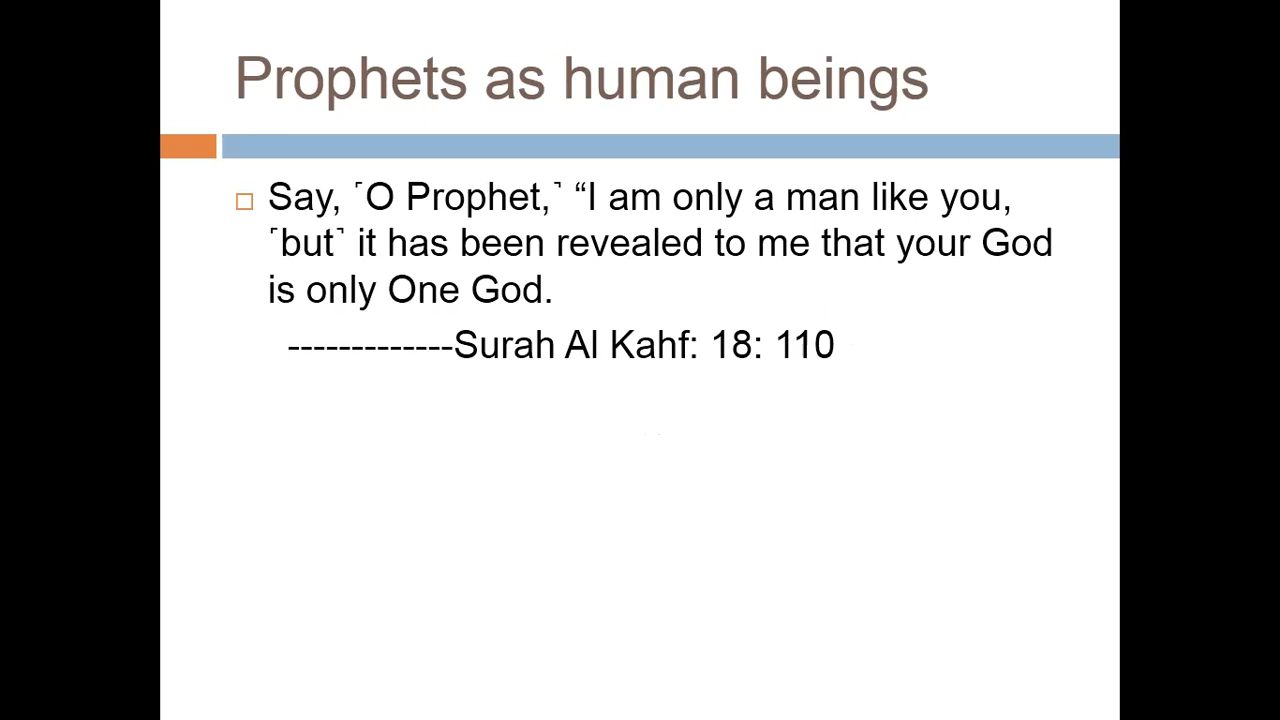 Prophets as human beings
Say, ˹O Prophet,˺ “I am only a man like you,
˹but˺ it has been revealed to me that your God
is only One God.
-------------Surah Al Kahf: 18: 110